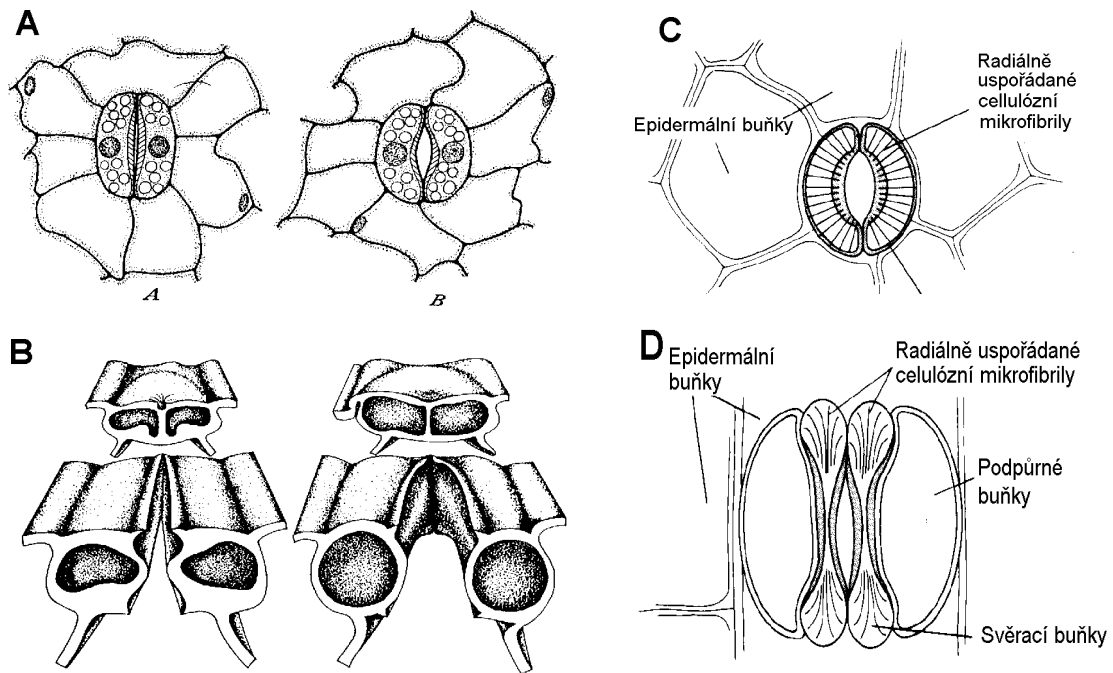 A
A
B
B
C
Radiálně
uspořádané
cellulózní
mikrofibrily
Epidermální buňky
D
Epidermální
buňky
Radiálně uspořádané
celulózní mikrofibrily
Podpůrné
buňky
Svěrací buňky